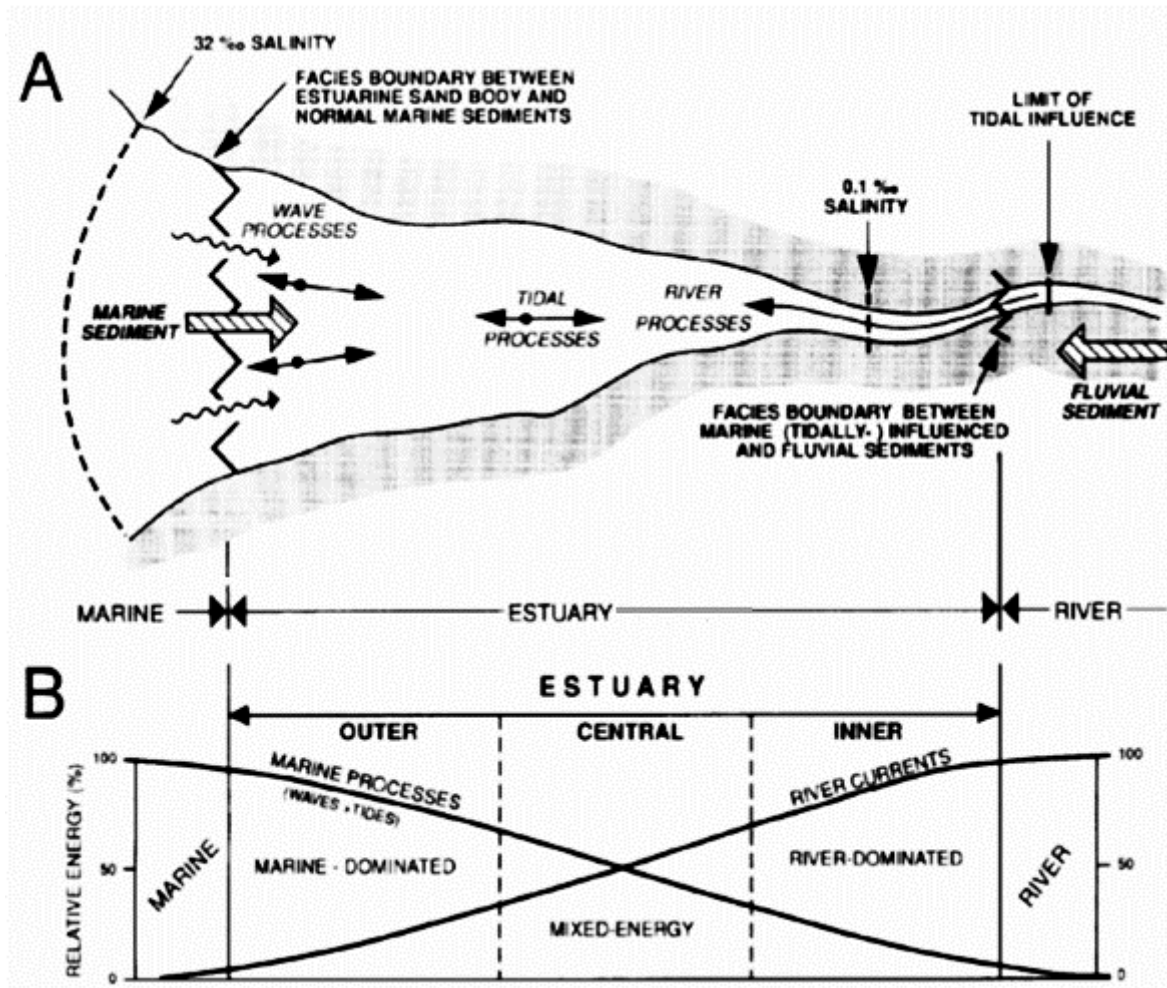 A
32 ‰ SALINITY
FACIES BOUNDARY BETWEEN
ESTUARINE SAND BODY AND
NORMAL MARINE SEDIMENTS
LIMIT OF
TIDAL INFLUENCE
0.1 ‰
SALINITY
WAVE
PROCESSES
MARINE
SEDIMENT
TIDAL
PROCESSES
RIVER
PROCESSES
FLUVIAL
SEDIMENT
FACIES BOUNDARY BETWEEN
MARINE (TIDALLY-) INFLUENCED
AND FLUVIAL SEDIMENTS
MARINE
ESTUARY
RIVER
B
ESTUARY
OUTER
CENTRAL
INNER
RELATIVE ENERGY (%)
100
50
0
MARINE PROCESSES
(WAVES + TIDES)
RIVER CURRENTS
MARINE
MARINE - DOMINATED
MIXED-ENERGY
RIVER-DOMINATED
RIVER
100
50
0